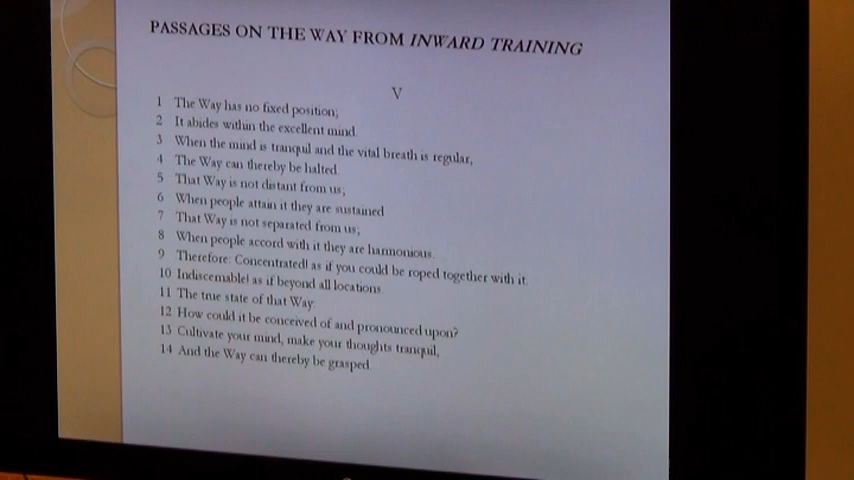 PASSAGES ON THE WAY FROM INWARD TRAINING
V
1 The Way has no fixed position;
2 It abides within the excellent mind.
3 When the mind is tranquil and the vital breath is regular,
4 The Way can thereby be halted.
5 That Way is not distant from us;
6 When people attain it they are sustained
7 That Way is not separated from us;
8 When people accord with it they are harmonious.
9 Therefore: Concentrated! as if you could be roped together with it.
10 Indiscernable! as if beyond all locations.
11 The true state of that Way:
12 How could it be conceived of and pronounced upon?
13 Cultivate your mind, make your thoughts tranquil,
14 And the Way can thereby be grasped.